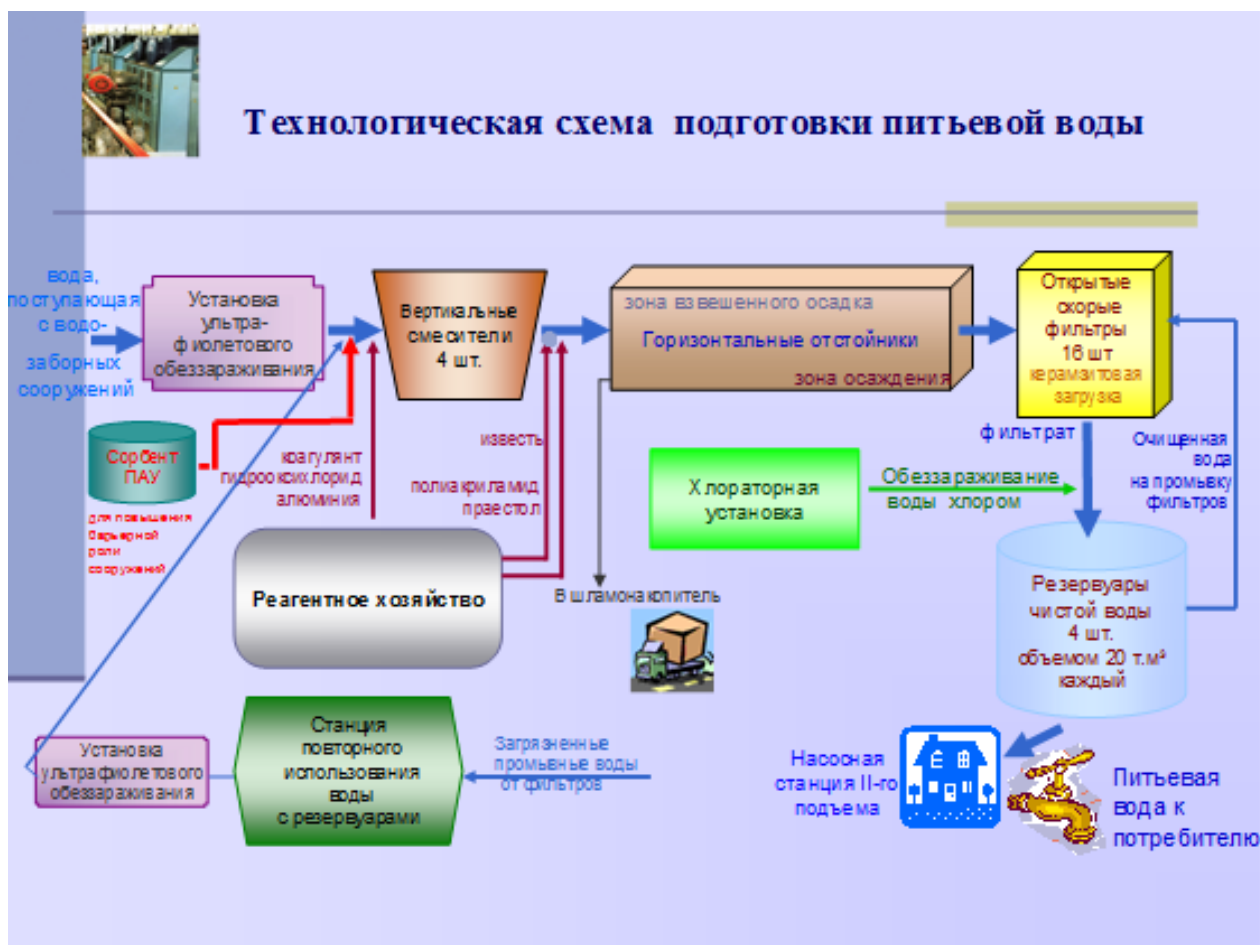 Технологическая схема подготовки питьевой воды
вода,
поступающая
с водо-
заборных
сооружений
Установка
ультра-
фиолетового
обеззараживания
Вертикальные
смесители
4 шт.
зона взвешенного осадка
Горизонтальные отстойники
зона осаждения
Открытые
скорые
фильтры
16 шт
керамзитовая
загрузка
Сорбент
ПАУ
для повышения
барьерной
роли
сооружений
коагулянт
гидрооксихлорид
алюминия
известь
полиакриламид
праестол
Хлораторная
установка
Обеззараживание
воды хлором
фильтрат
Очищенная
вода
на промывку
фильтров
Реагентное хозяйство
В шламонакопитель
Резервуары
чистой воды
4 шт.
объемом 20 т.м³
каждый
Установка
ультрафиолетового
обеззараживания
Станция
повторного
использования
воды
с резервуарами
Загрязненные
промывные воды
от фильтров
Насосная
станция II-го
подъема
Питьевая
вода к
потребителю